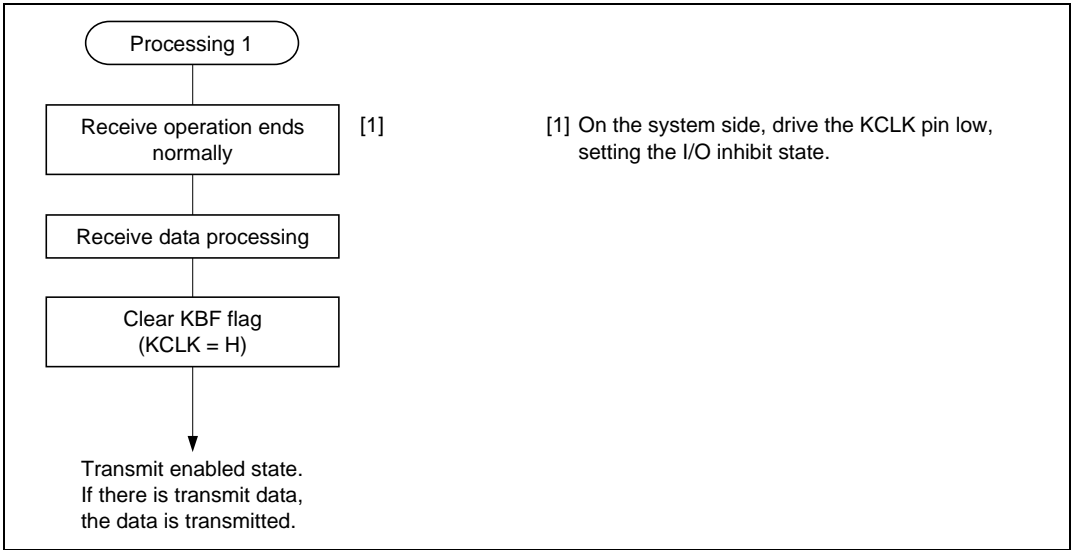 Processing 1
Receive operation ends
normally
[1]
[1] On the system side, drive the KCLK pin low,
setting the I/O inhibit state.
Receive data processing
Clear KBF flag
(KCLK = H)
Transmit enabled state.
If there is transmit data,
the data is transmitted.